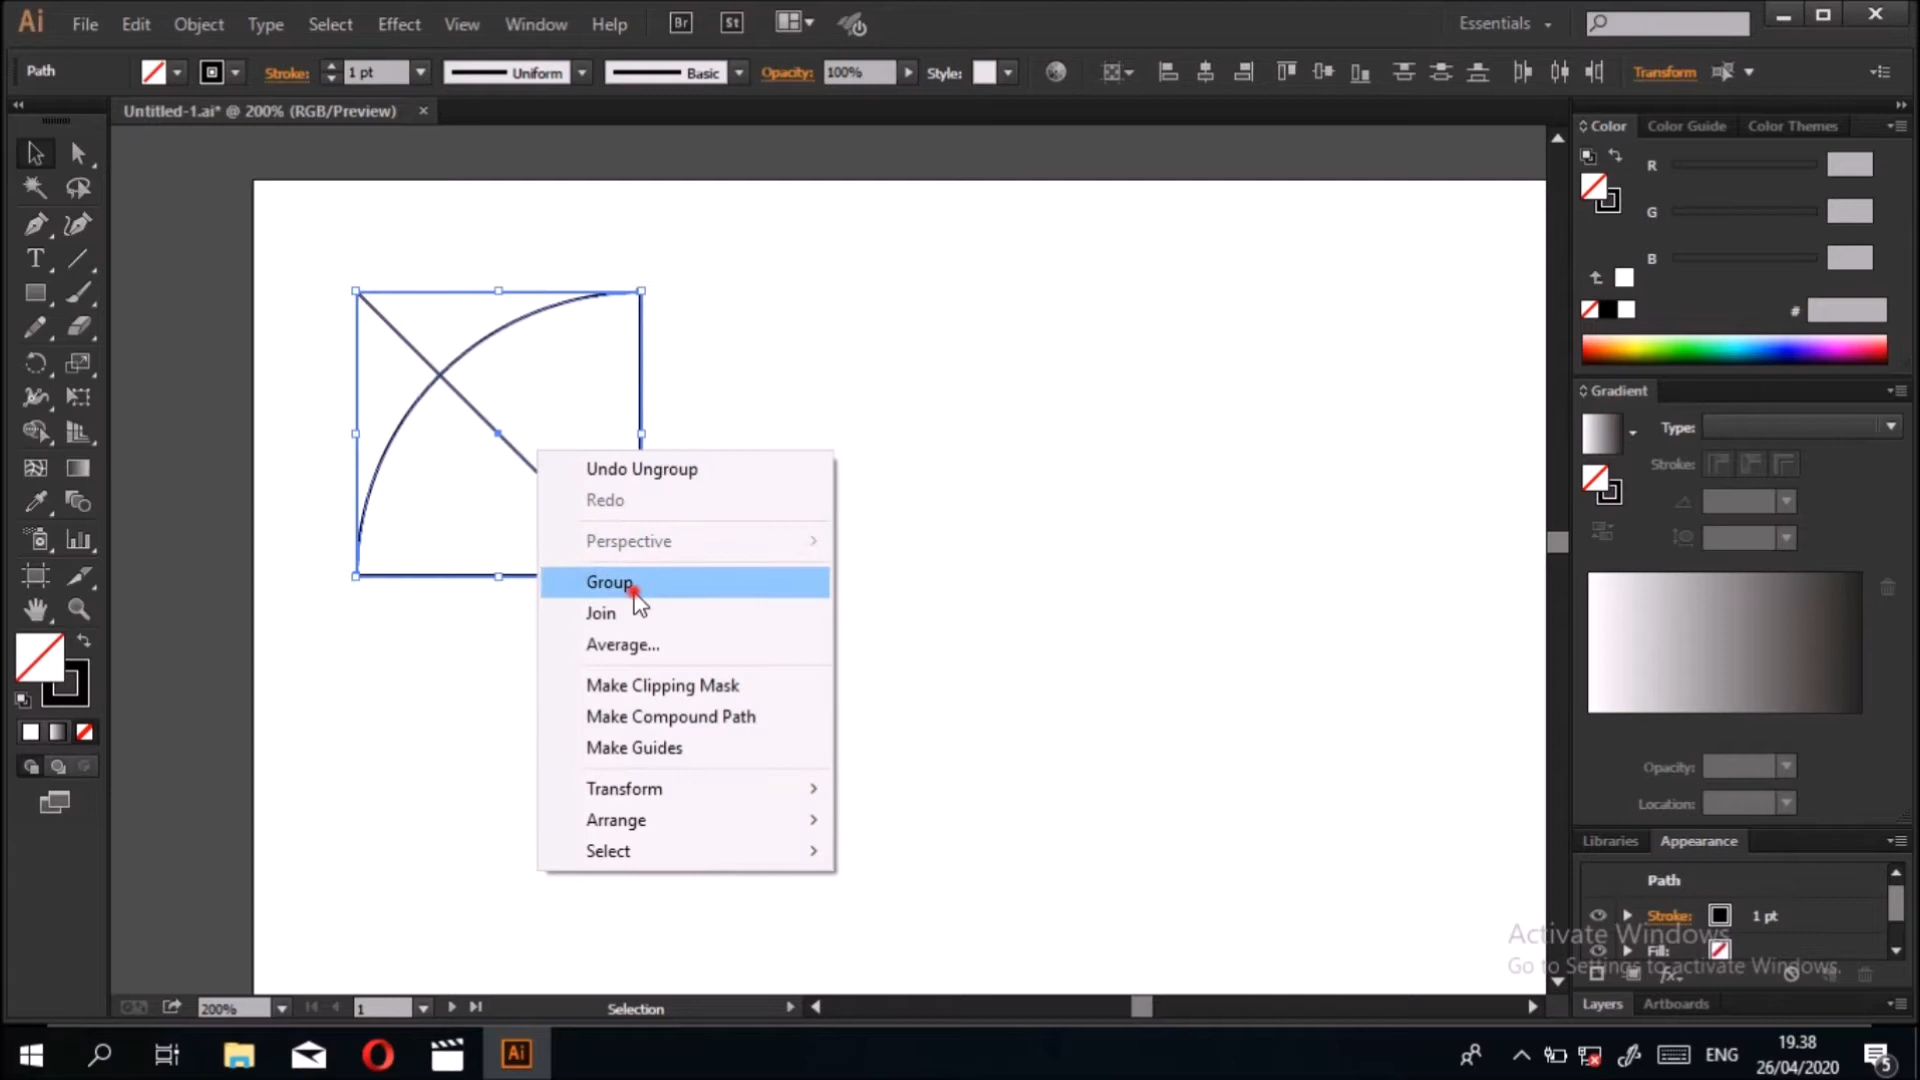 Ai File Edit Object Type Select Effect View Window Help Br St Essentials
Path Stroke: 1 pt Uniform Basic Opacity: 100% Style: Transform
Untitled-1.ai* @ 200% (RGB/Preview)
Color Color Guide Color Themes
R
G
B
#
Gradient
Type:
Stroke:
Opacity:
Location:
Libraries Appearance
Path
Stroke: 1 pt
Fill:
Layers Artboards
T
Undo Ungroup
Redo
Perspective
Group
Join
Average...
Make Clipping Mask
Make Compound Path
Make Guides
Transform
Arrange
Select
Activate Windows
Go to Settings to activate Windows.
fx
200% 1 Selection
Ai ENG 19.38
26/04/2020
5